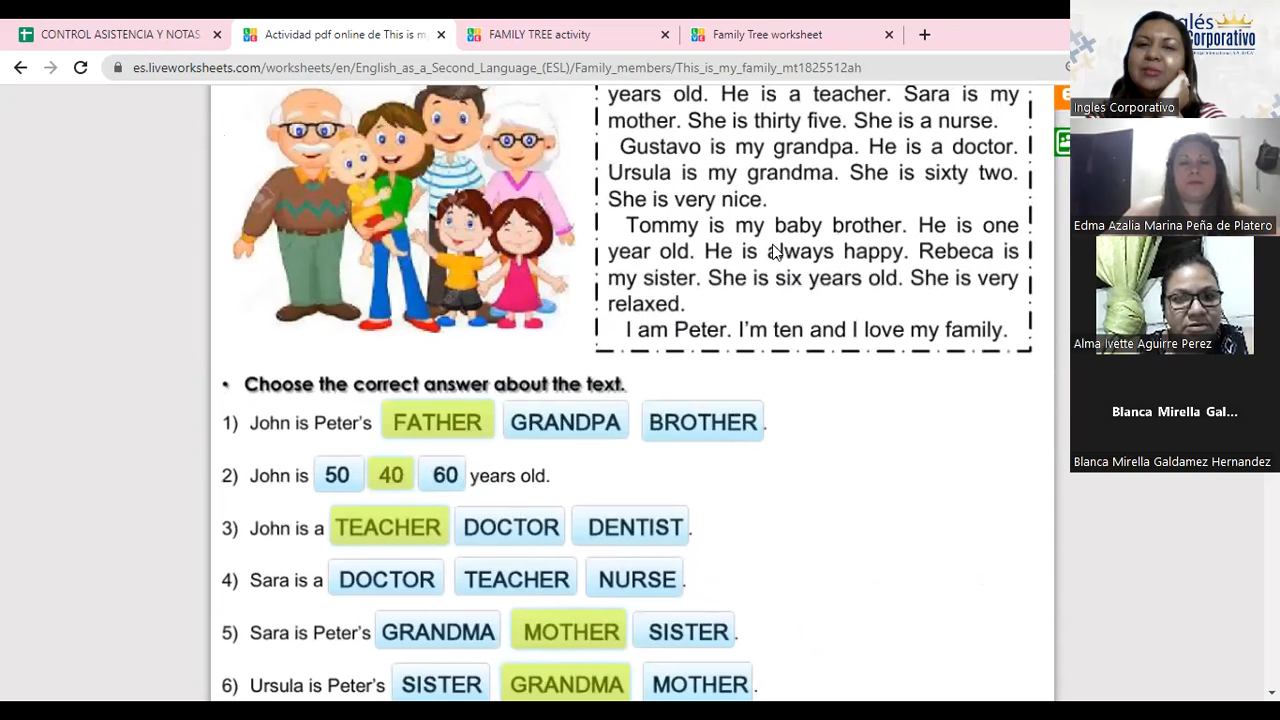 CONTROL ASISTENCIA Y NOTAS
Actividad pdf online de This is m
FAMILY TREE activity
Family Tree worksheet
es.liveworksheets.com/worksheets/en/English_as_a_Second_Language_(ESL)/Family_members/This_is_my_family_mt1825512ah
years old. He is a teacher. Sara is my
mother. She is thirty five. She is a nurse.
Gustavo is my grandpa. He is a doctor.
Ursula is my grandma. She is sixty two.
She is very nice.
Tommy is my baby brother. He is one
year old. He is always happy. Rebeca is
my sister. She is six years old. She is very
relaxed.
I am Peter. I'm ten and I love my family.
• Choose the correct answer about the text.
1) John is Peter's FATHER GRANDPA BROTHER.
2) John is 50 40 60 years old.
3) John is a TEACHER DOCTOR DENTIST.
4) Sara is a DOCTOR TEACHER NURSE.
5) Sara is Peter's GRANDMA MOTHER SISTER.
6) Ursula is Peter's SISTER GRANDMA MOTHER.
Corporativo
Ingles Corporativo
Edma Azalia Marina Peña de Platero
Alma Ivette Aguirre Perez
Blanca Mirella Gal...
Blanca Mirella Galdamez Hernandez